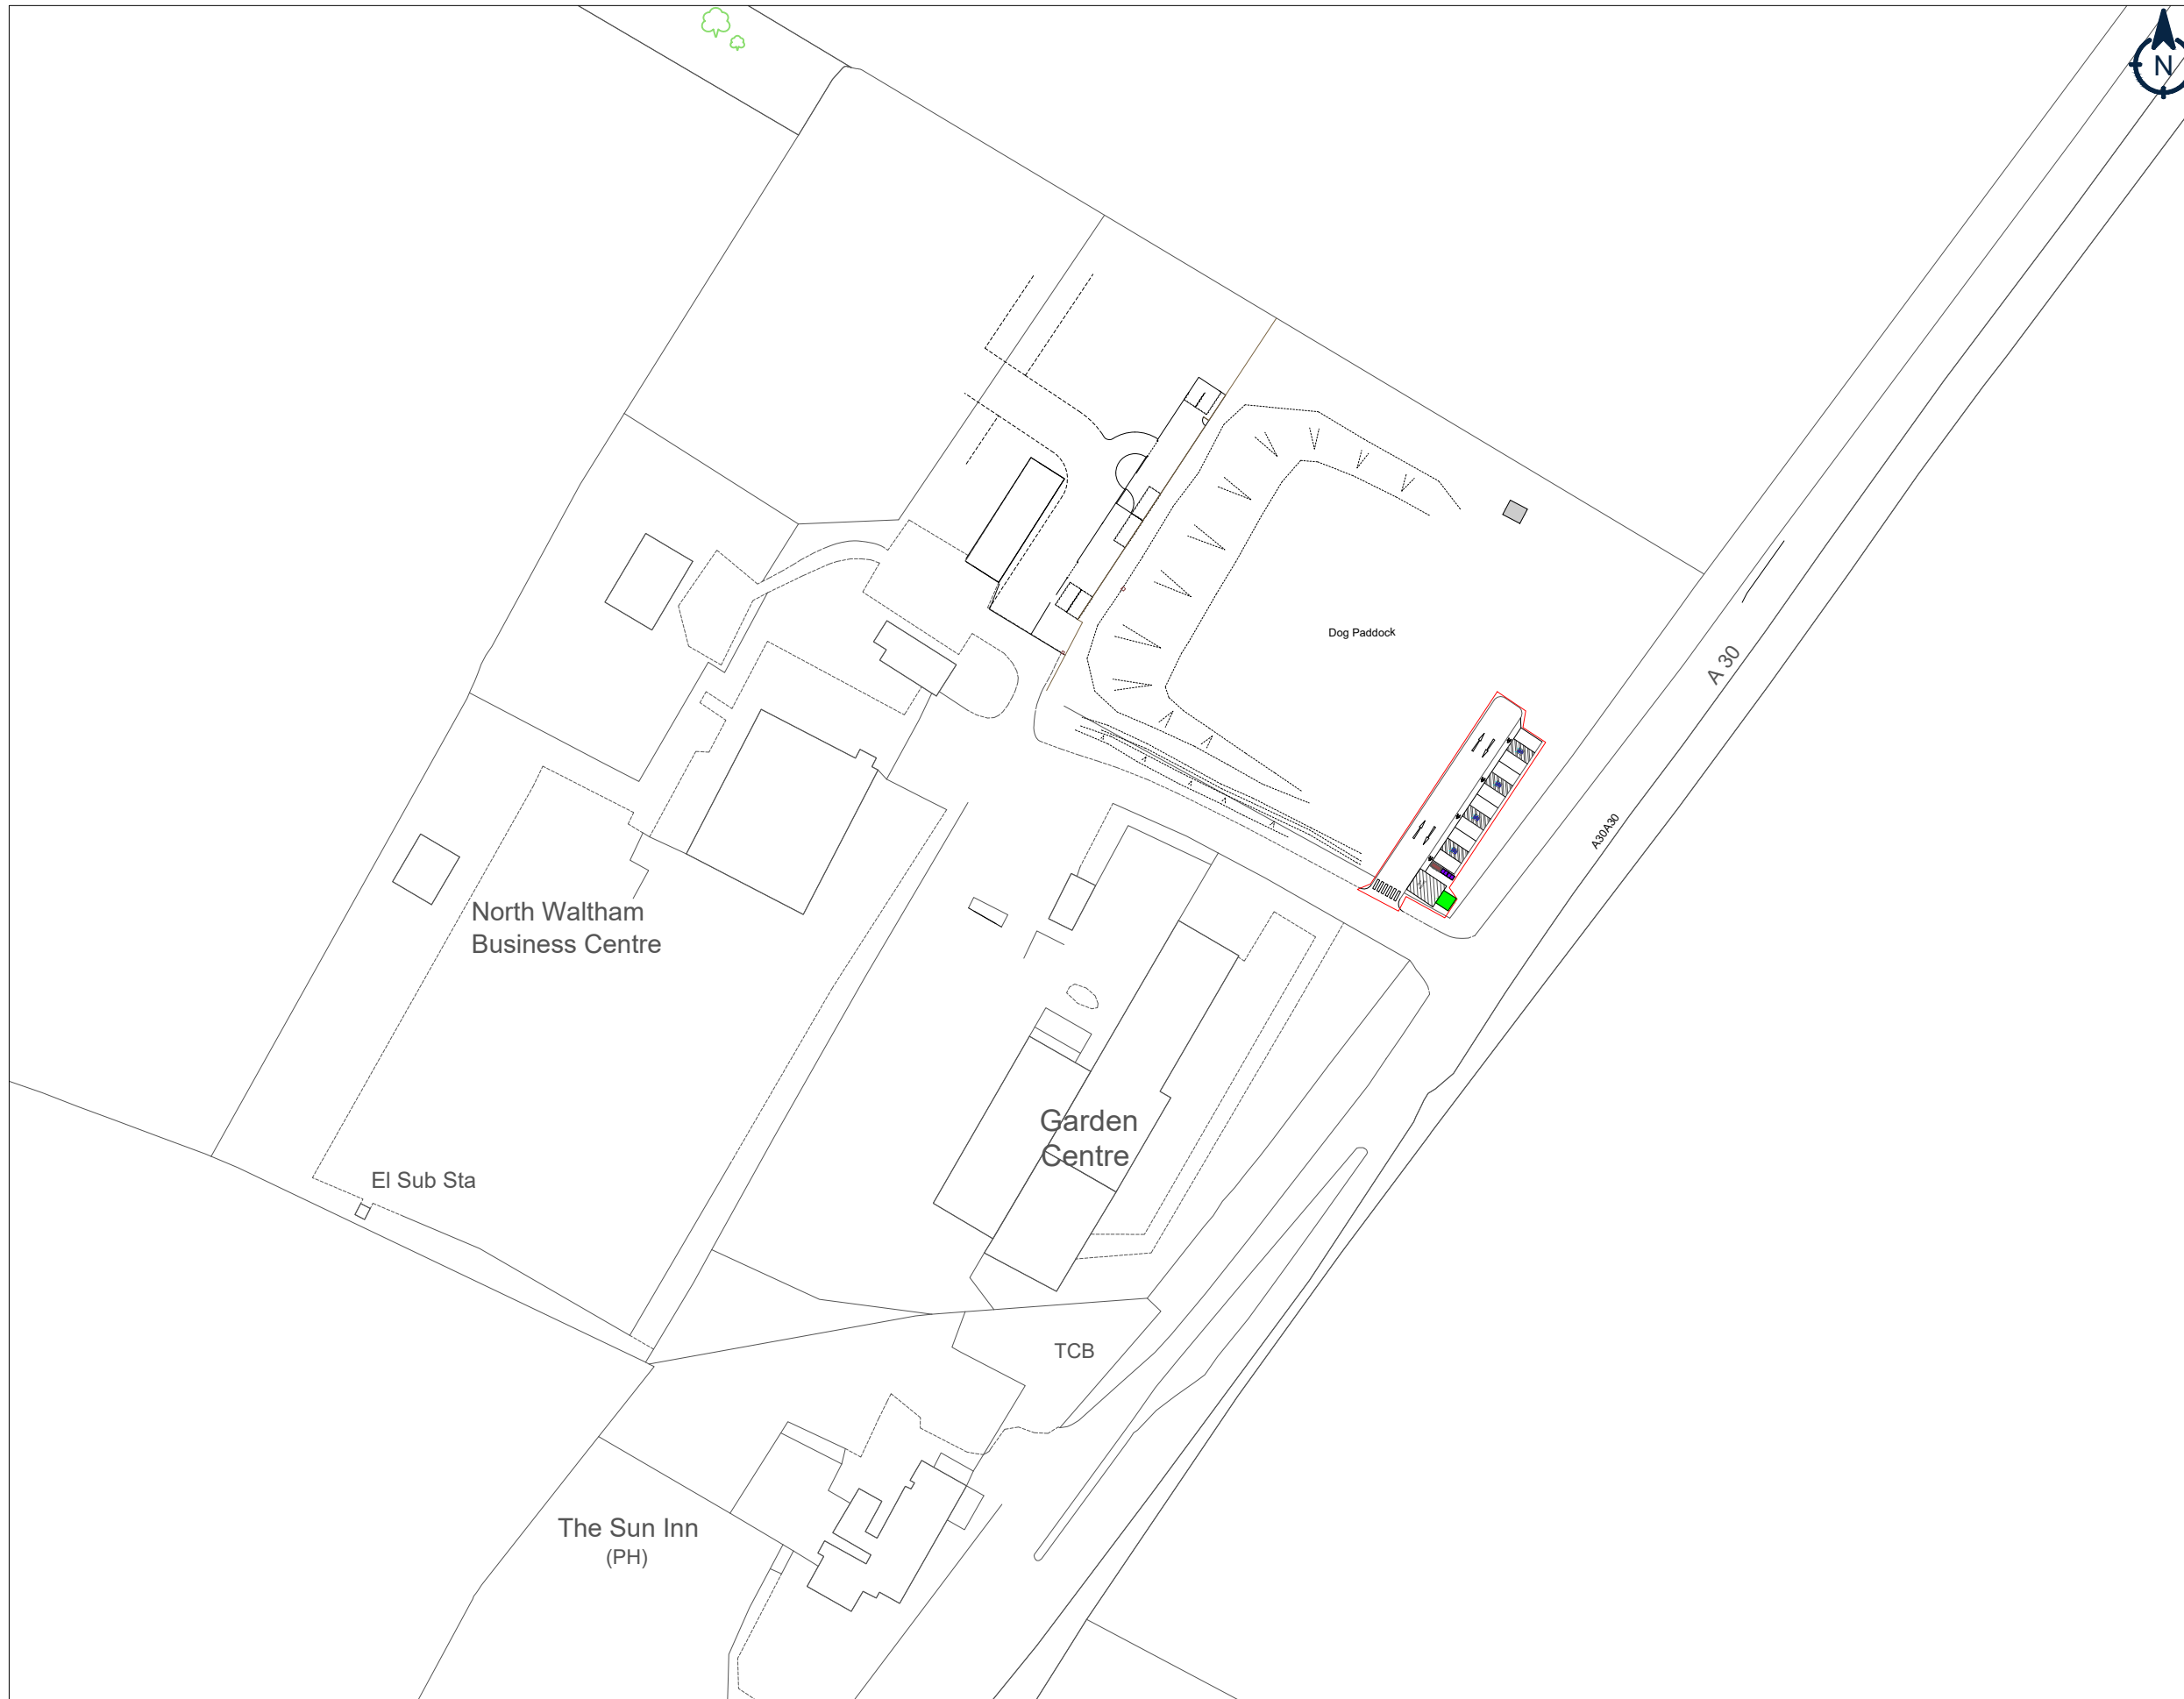 N
Dog Paddock
A 30
A30A30
North Waltham
Business Centre
Garden
Centre
El Sub Sta
TCB
The Sun Inn
(PH)